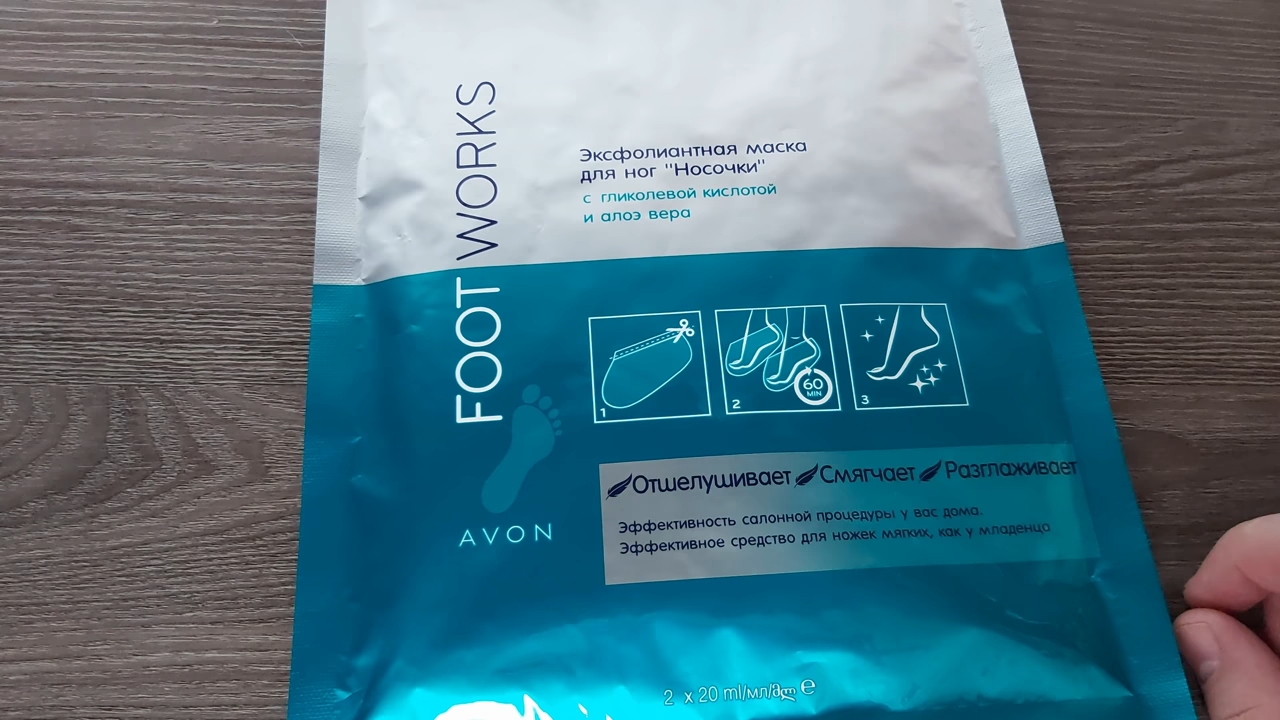 FOOT WORKS
Эксфолиантная маска
для ног "Носочки"
с гликолевой кислотой
и алоэ вера
1
2
60
MIN
3
Отшелушивает Смягчает Разглаживает
Эффективность салонной процедуры у вас дома.
Эффективное средство для ножек мягких, как у младенца
AVON
2 x 20 ml/мл/მლ e